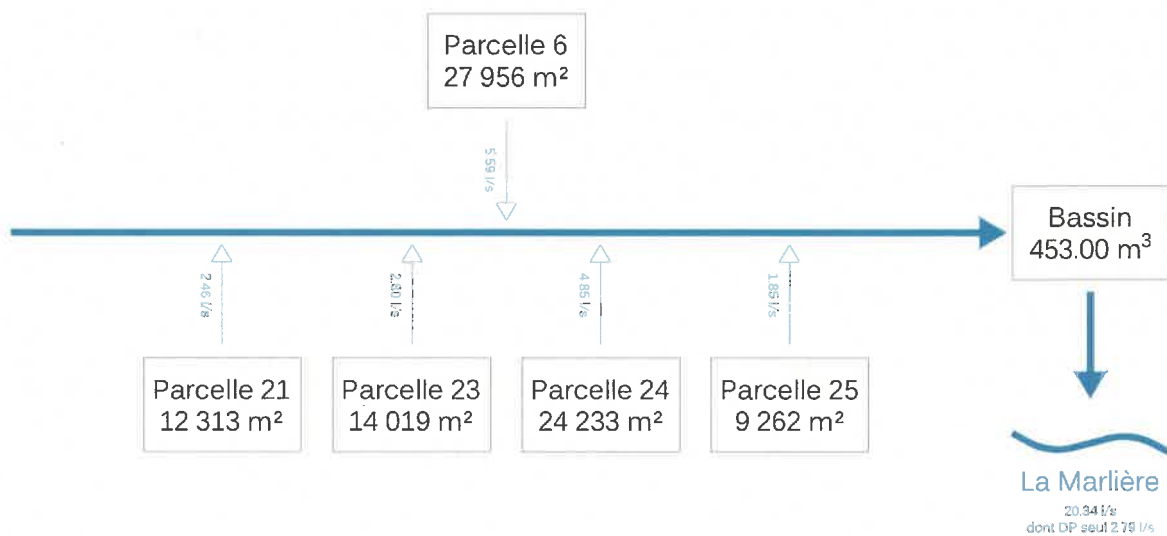 Parcelle 6
27 956 m²
5.59 l/s
Bassin
453.00 m³
2.46 l/s
2.80 l/s
4.85 l/s
1.85 l/s
Parcelle 21
12 313 m²
Parcelle 23
14 019 m²
Parcelle 24
24 233 m²
Parcelle 25
9 262 m²
La Marlière
20.34 l/s
dont DP seul 2.79 l/s